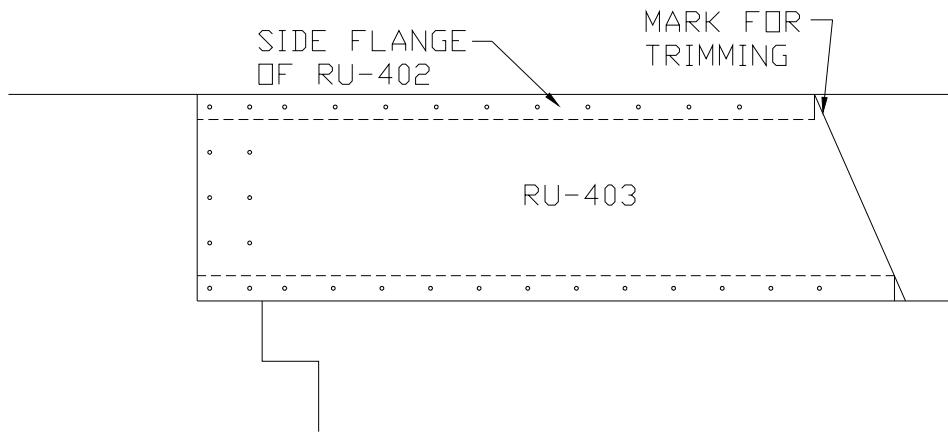 SIDE FLANGE
OF RU-402
MARK FOR
TRIMMING
RU-403